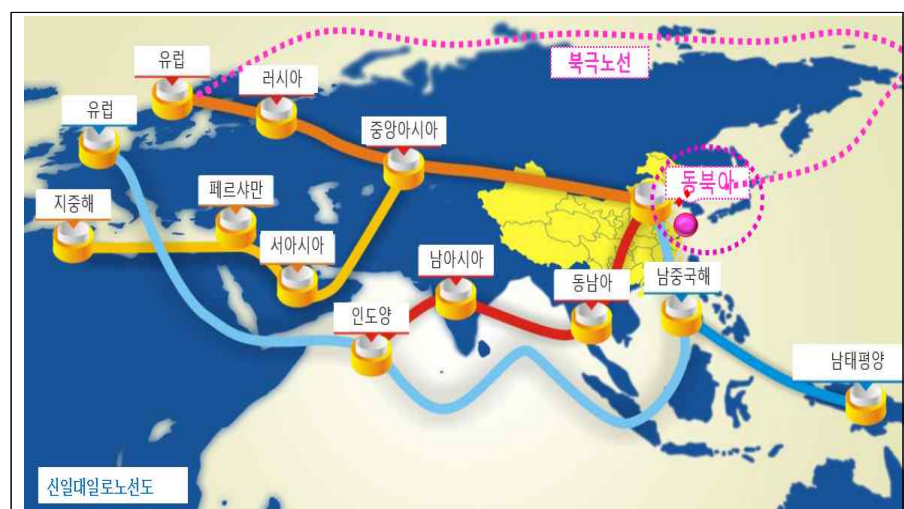 유럽
북극노선
러시아
유럽
중앙아시아
동북아
페르샤만
지중해
서아시아
남아시아
동남아
남중국해
인도양
남태평양
신일대일로노선도